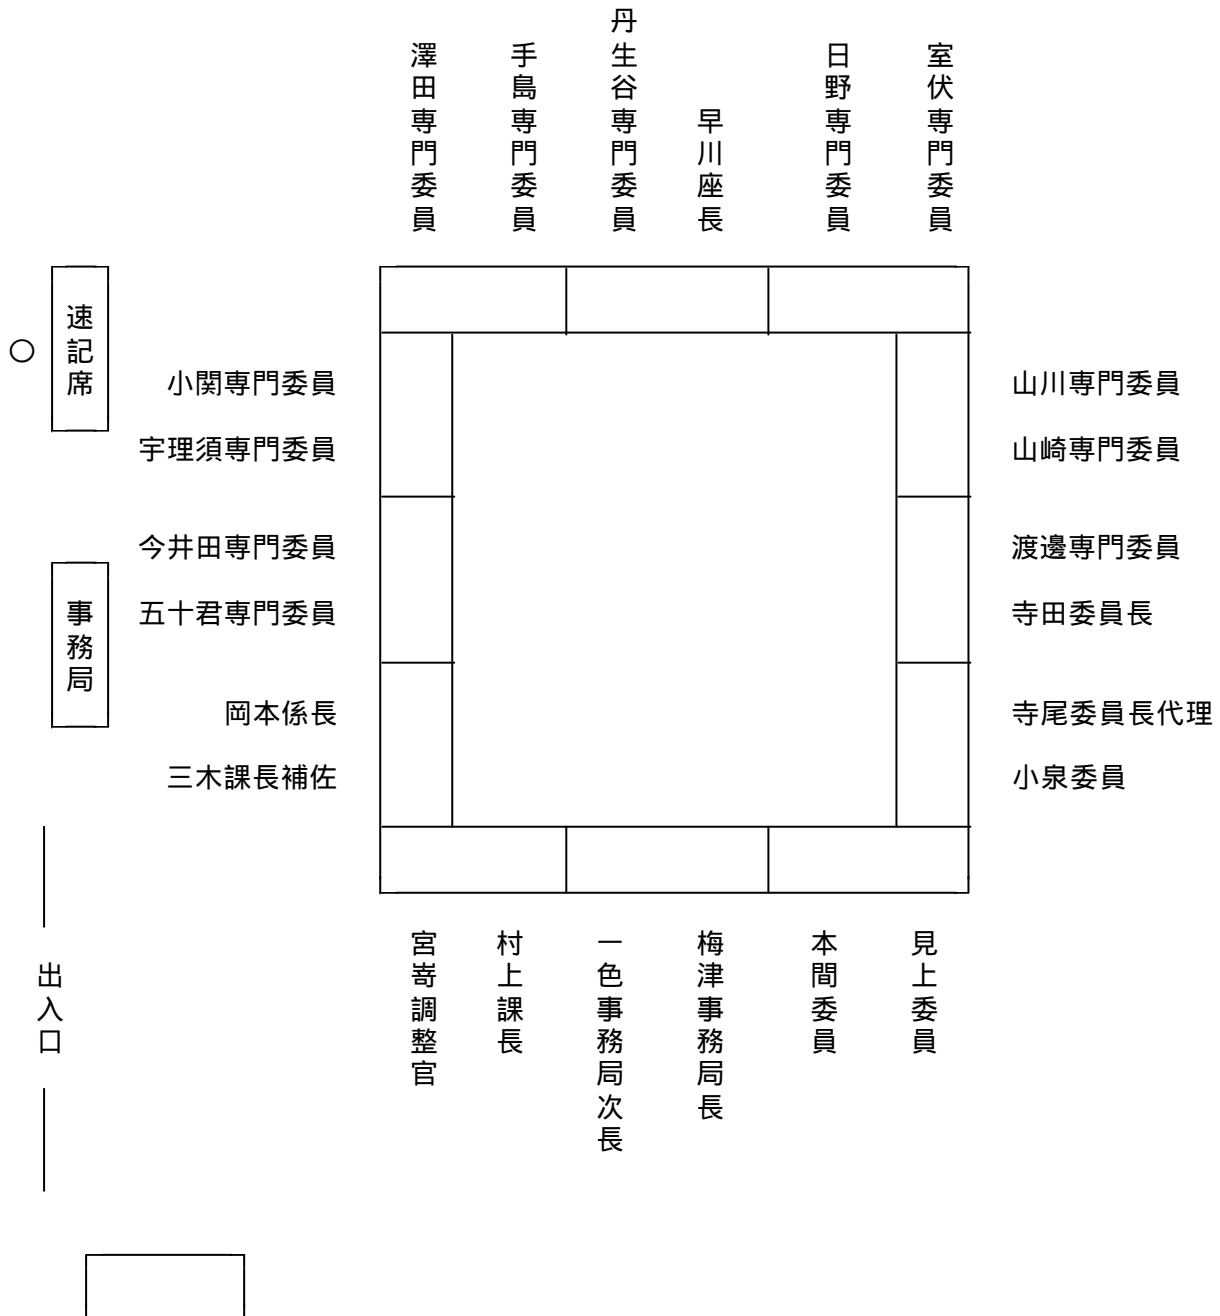 澤田専門委員
手島専門委員
丹生谷専門委員
早川座長
日野専門委員
室伏専門委員
速記席
○
小関専門委員
宇理須専門委員
今井田専門委員
五十君専門委員
岡本係長
三木課長補佐
事務局
山川専門委員
山崎専門委員
渡邊専門委員
寺田委員長
寺尾委員長代理
小泉委員
出入口
宮嵜調整官
村上課長
一色事務局次長
梅津事務局長
本間委員
見上委員